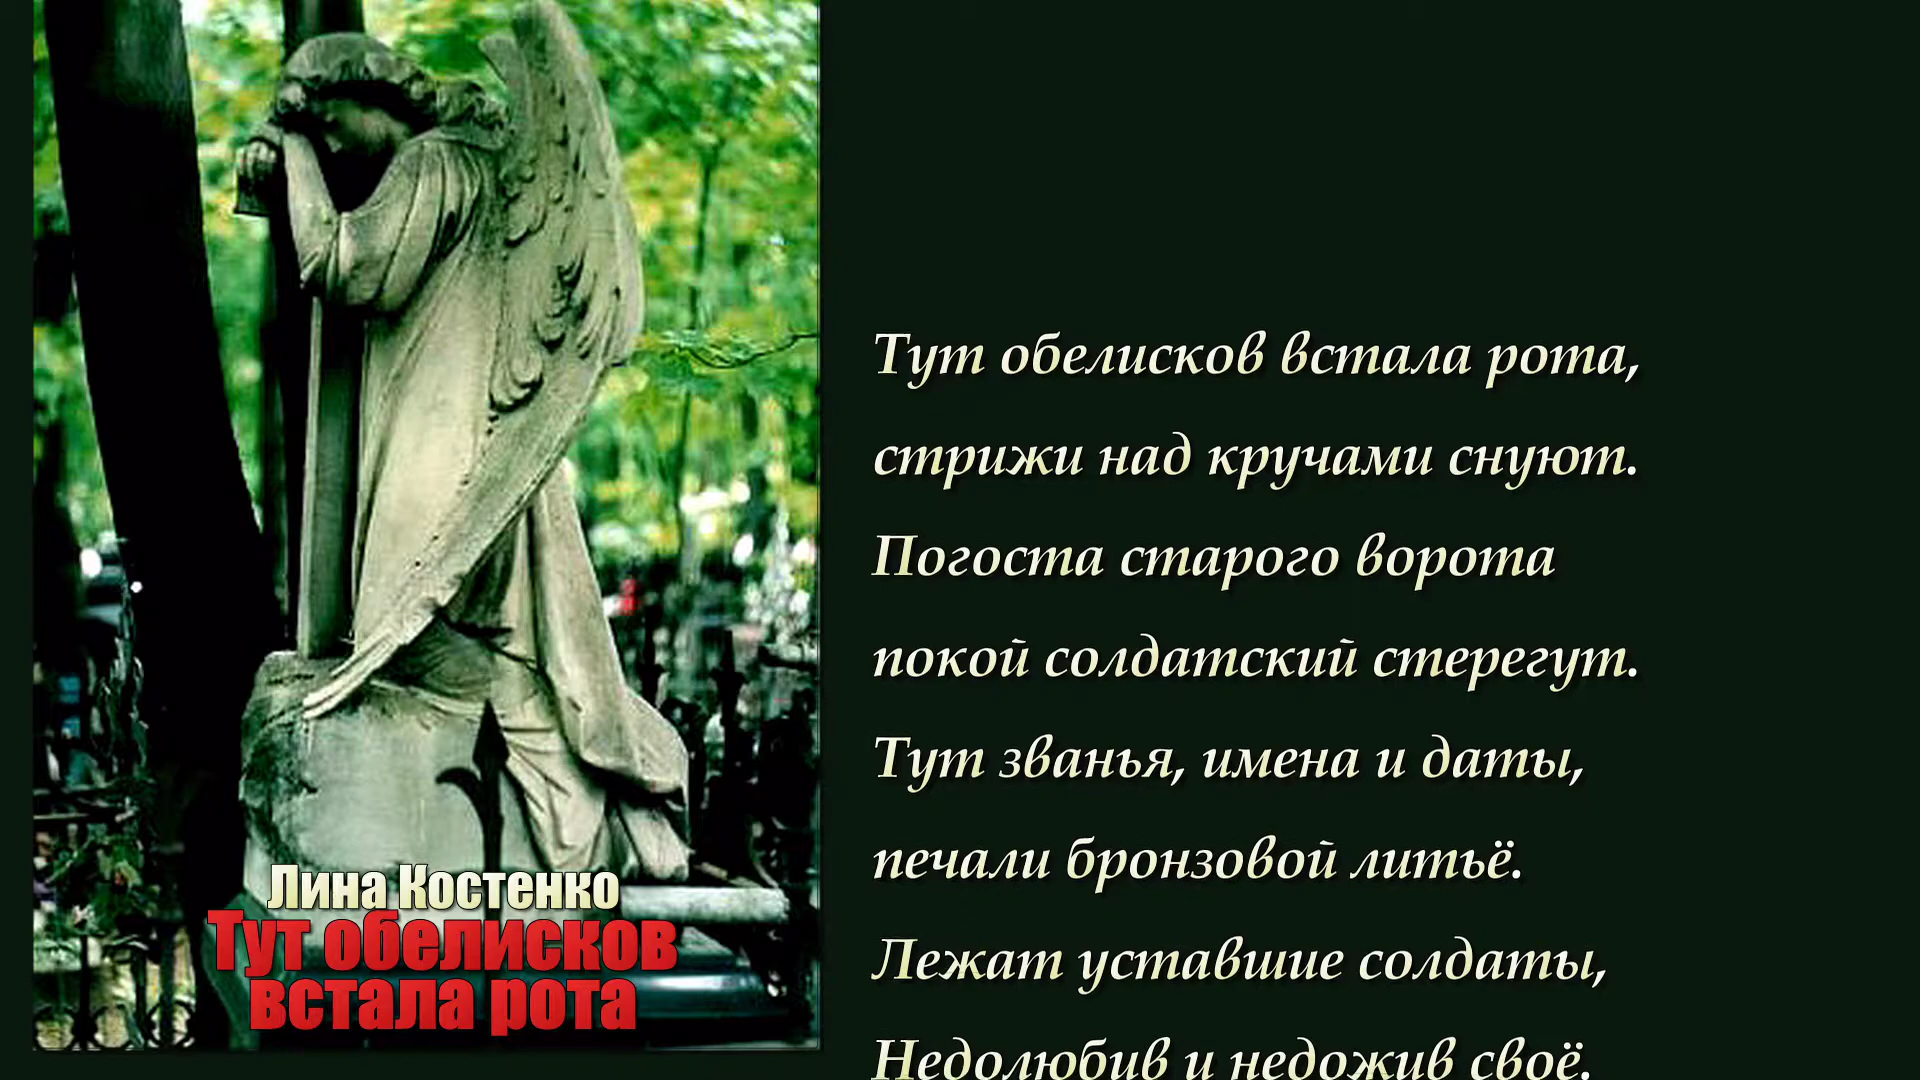 Лина Костенко
Тут обелисков
встала рота
Тут обелисков встала рота,
стрижи над кручами снуют.
Погоста старого ворота
покой солдатский стерегут.
Тут званья, имена и даты,
печали бронзовой литьё.
Лежат уставшие солдаты,
Недолюбив и недожив своё.